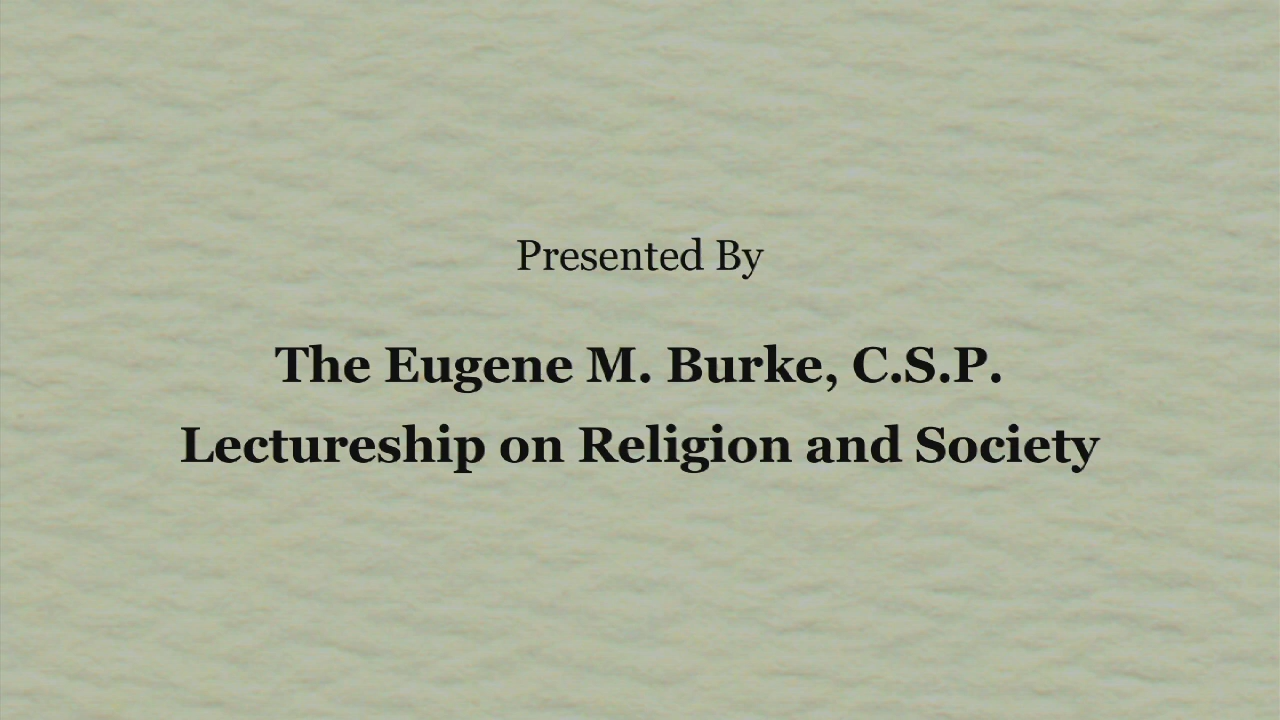 Presented By
The Eugene M. Burke, C.S.P.
Lectureship on Religion and Society